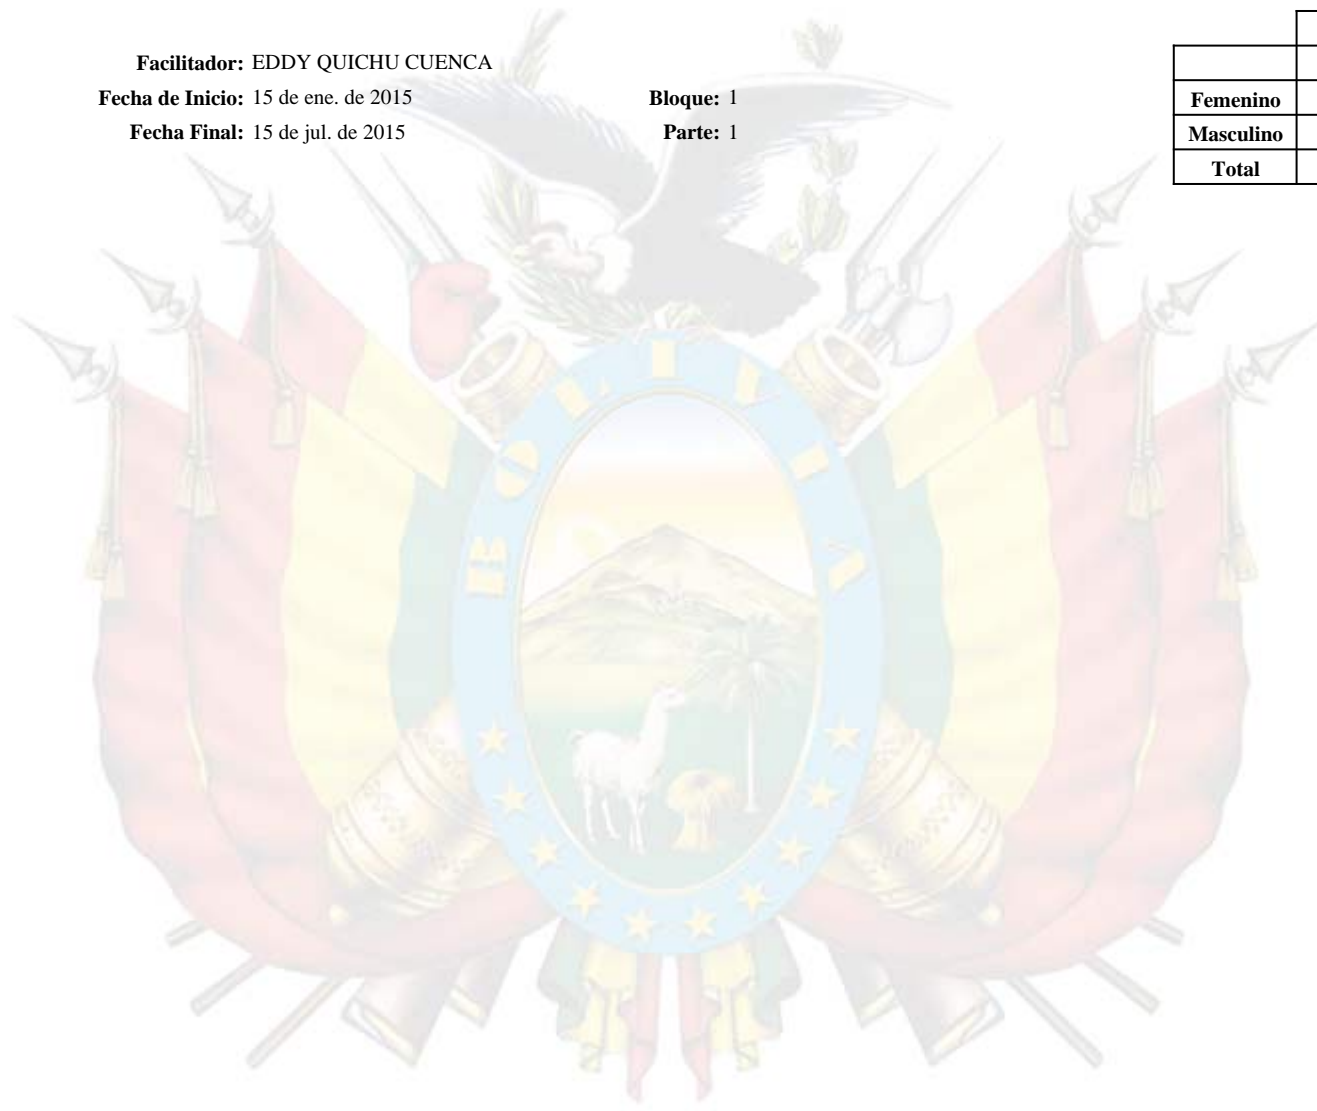 Facilitador: EDDY QUICHU CUENCA
Fecha de Inicio: 15 de ene. de 2015 Bloque: 1
Fecha Final: 15 de jul. de 2015 Parte: 1
Femenino
Masculino
Total
BOLIVIA